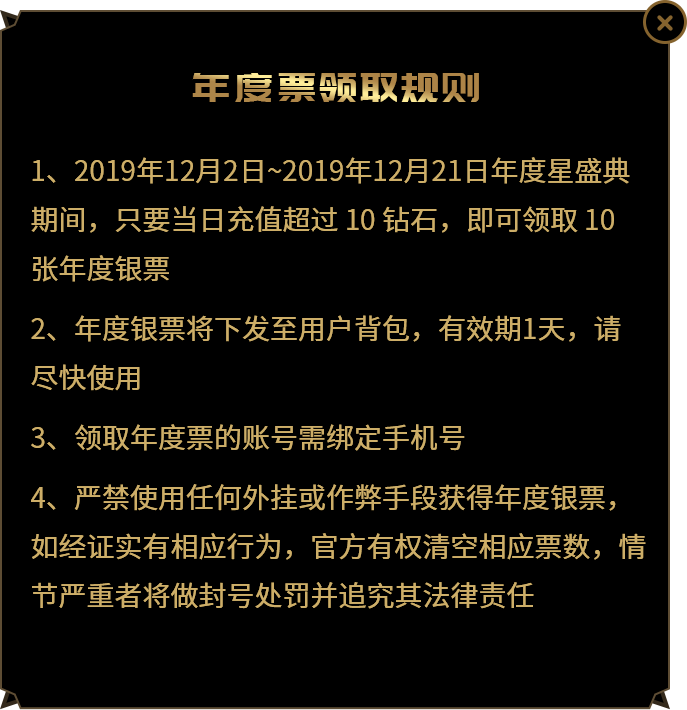 年度票领取规则
1、2019年12月2日~2019年12月21日年度星盛典
期间，只要当日充值超过 10 钻石，即可领取 10
张年度银票
2、年度银票将下发至用户背包，有效期1天，请
尽快使用
3、领取年度票的账号需绑定手机号
4、严禁使用任何外挂或作弊手段获得年度银票，
如经证实有相应行为，官方有权清空相应票数，情
节严重者将做封号处罚并追究其法律责任